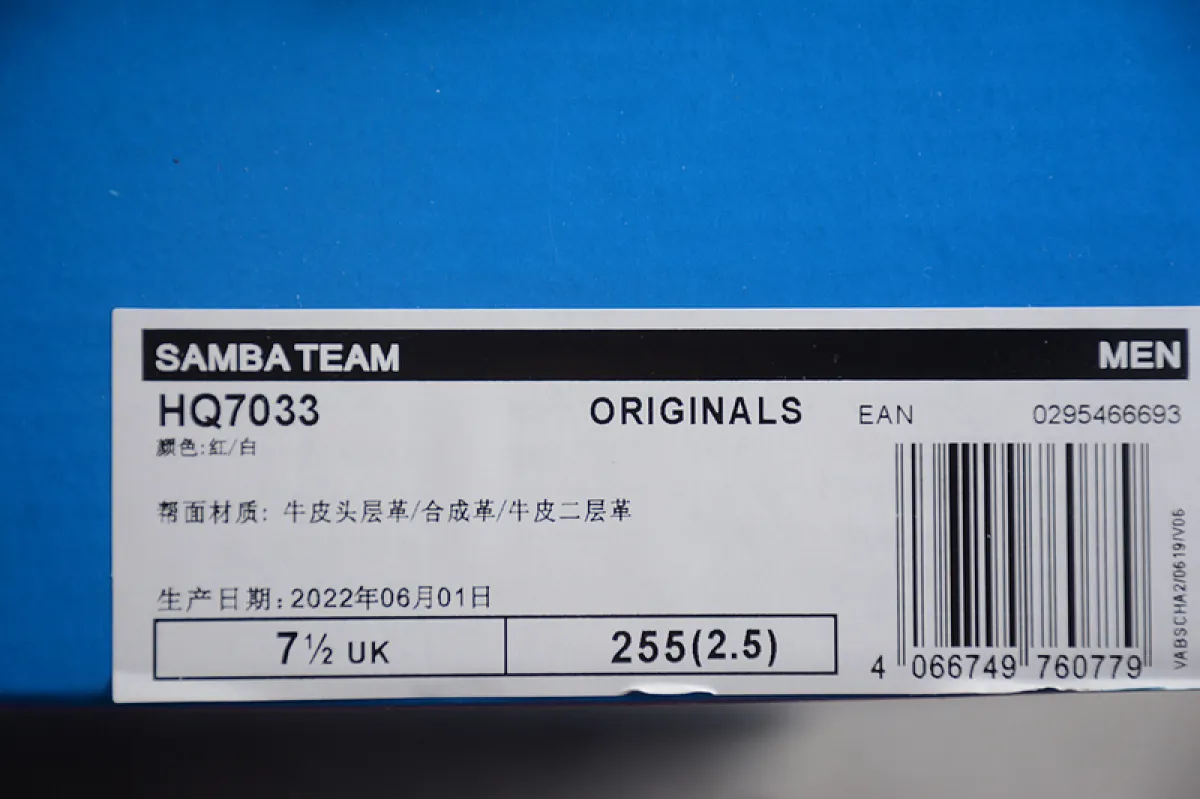 SAMBA TEAM MEN
HQ7033 ORIGINALS EAN 0295466693
颜色:红/白
帮面材质: 牛皮头层革/合成革/牛皮二层革
生产日期:2022年06月01日
7½ UK 255(2.5)
4 066749 760779
VABSCHA2/0619/V06